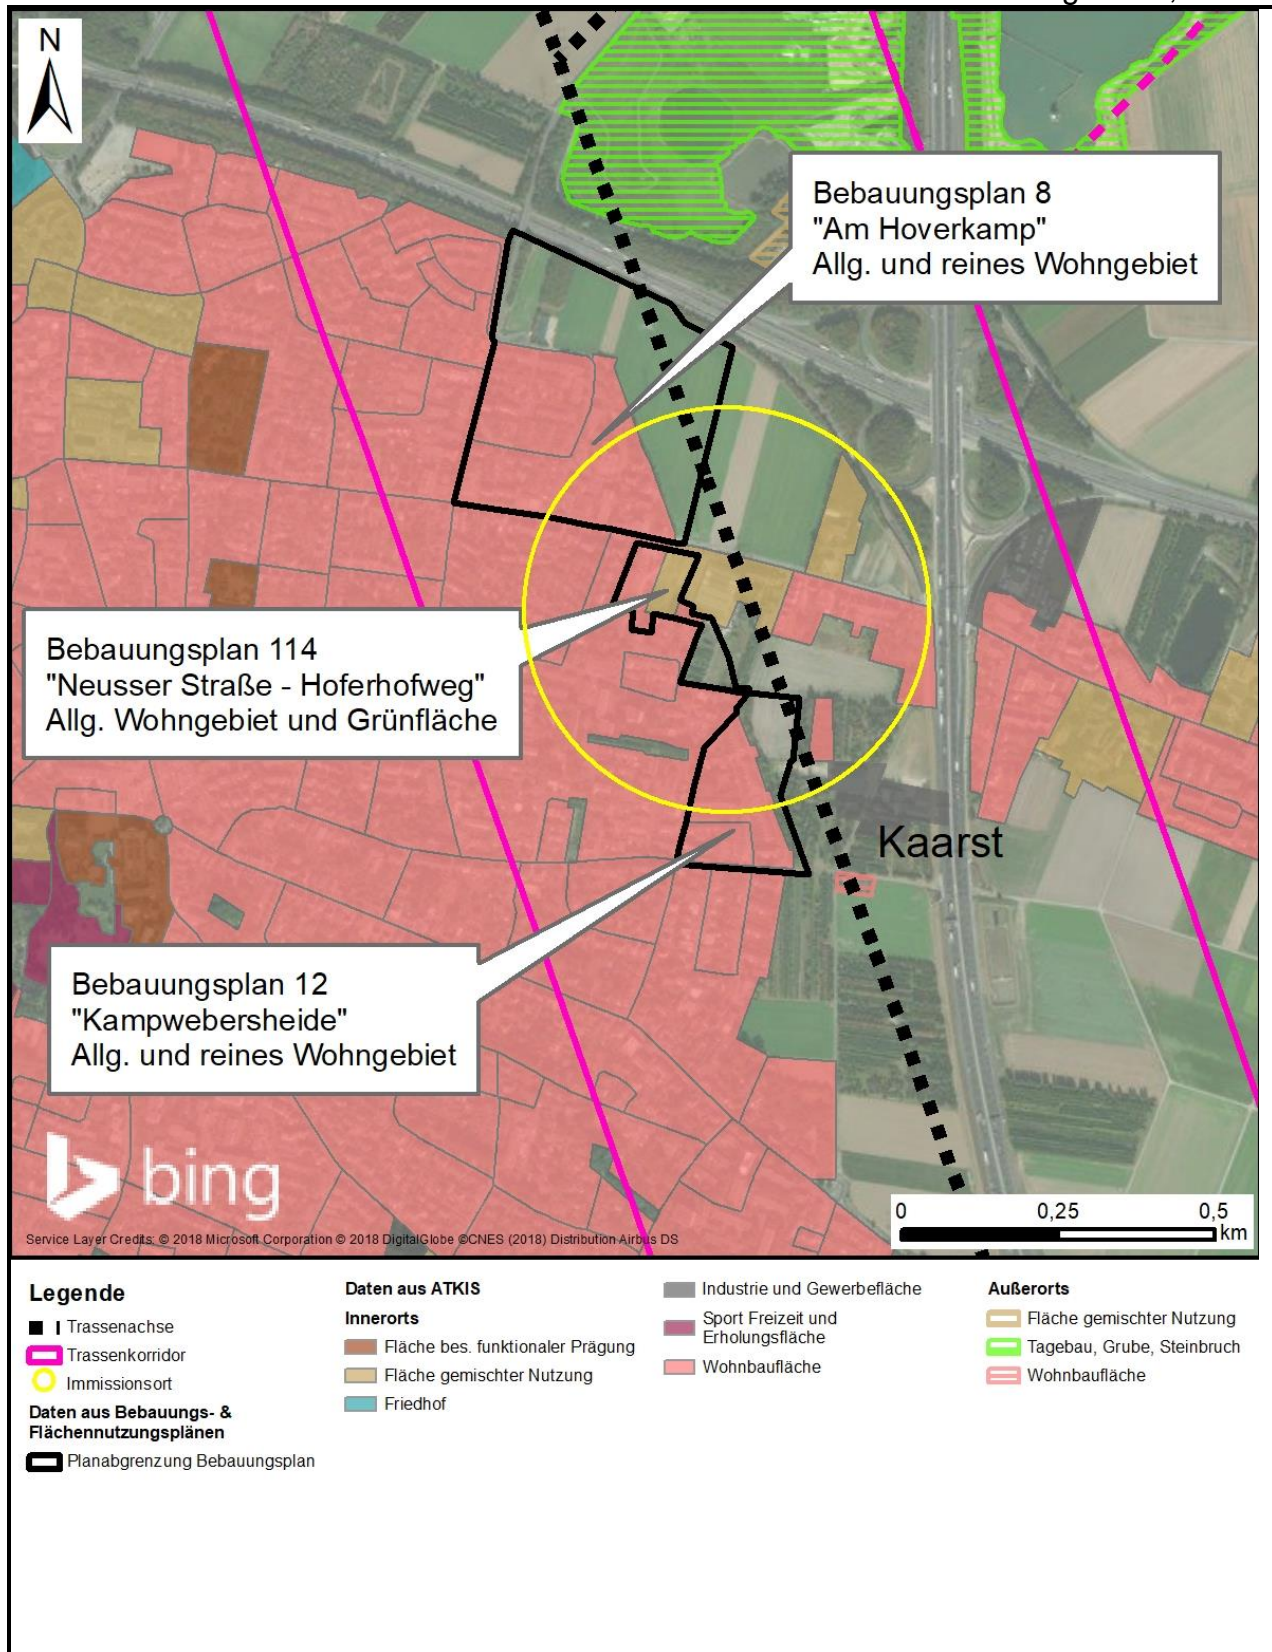 N
Bebauungsplan 8
"Am Hoverkamp"
Allg. und reines Wohngebiet
Bebauungsplan 114
"Neusser Straße - Hoferhofweg"
Allg. Wohngebiet und Grünfläche
Kaarst
Bebauungsplan 12
"Kampwebersheide"
Allg. und reines Wohngebiet
bing
0 0,25 0,5
km
Service Layer Credits: © 2018 Microsoft Corporation © 2018 DigitalGlobe ©CNES (2018) Distribution Airbus DS
Legende
Trassenachse
Trassenkorridor
Immissionsort
Daten aus Bebauungs- &
Flächennutzungsplänen
Planabgrenzung Bebauungsplan
Daten aus ATKIS
Innerorts
Fläche bes. funktionaler Prägung
Fläche gemischter Nutzung
Friedhof
Industrie und Gewerbefläche
Sport Freizeit und
Erholungsfläche
Wohnbaufläche
Außerorts
Fläche gemischter Nutzung
Tagebau, Grube, Steinbruch
Wohnbaufläche